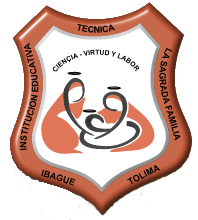 TECNICA
INSTITUCION EDUCATIVA
LA SAGRADA FAMILIA
CIENCIA - VIRTUD Y LABOR
IBAGUE
TOLIMA